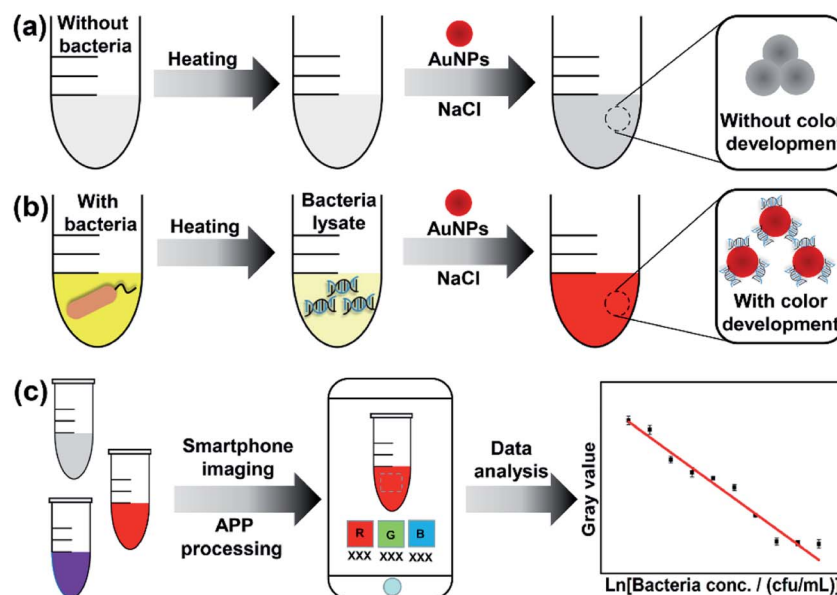 (a)
Without
bacteria
Heating
AuNPs
NaCl
Without color
development
(b)
With
bacteria
Heating
Bacteria
lysate
AuNPs
NaCl
With color
development
(c)
Smartphone
imaging
APP
processing
R G B
XXX XXX XXX
Data
analysis
Gray value
Ln[Bacteria conc. / (cfu/mL)]